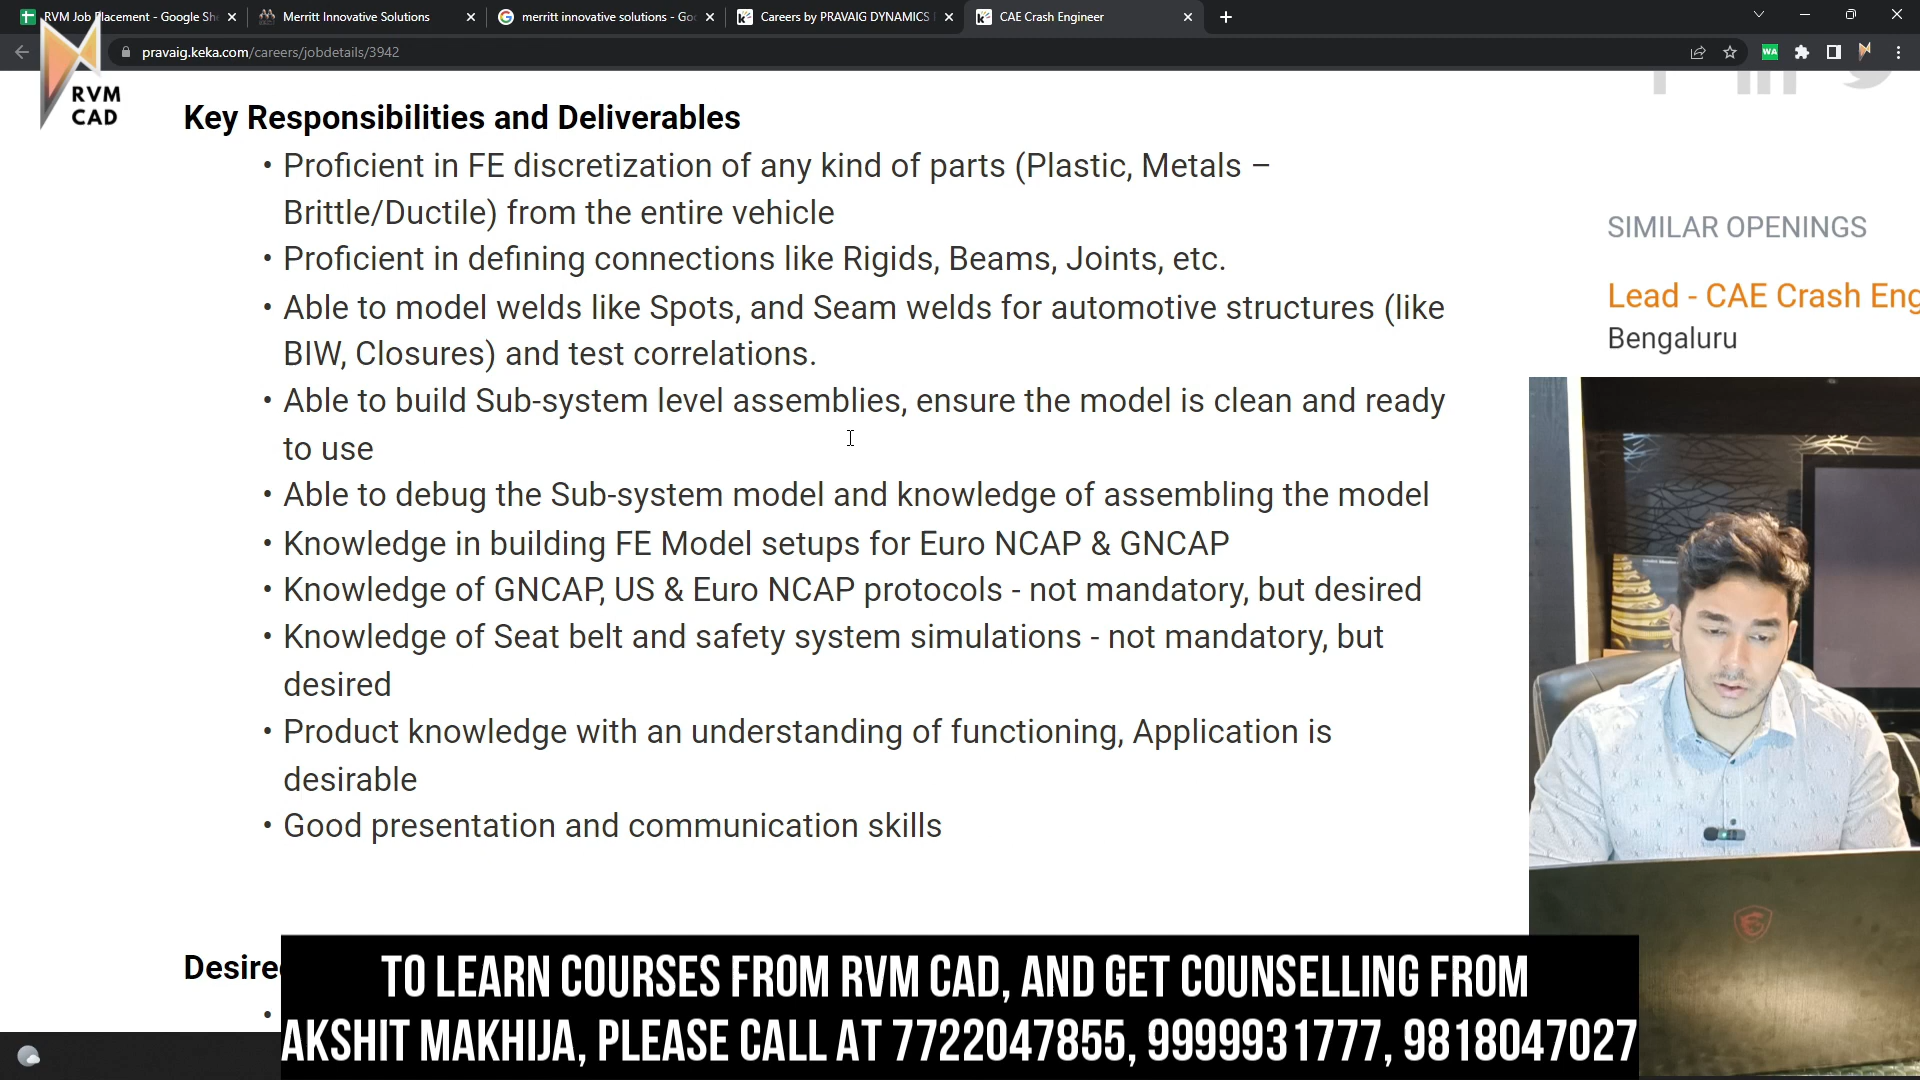 RVM Job Placement - Google She
Merritt Innovative Solutions
merritt innovative solutions - Goo
Careers by PRAVAIG DYNAMICS
CAE Crash Engineer
pravaig.keka.com/careers/jobdetails/3942
WA
RVM
CAD
Key Responsibilities and Deliverables
• Proficient in FE discretization of any kind of parts (Plastic, Metals –
Brittle/Ductile) from the entire vehicle
• Proficient in defining connections like Rigids, Beams, Joints, etc.
• Able to model welds like Spots, and Seam welds for automotive structures (like
BIW, Closures) and test correlations.
• Able to build Sub-system level assemblies, ensure the model is clean and ready
to use
• Able to debug the Sub-system model and knowledge of assembling the model
• Knowledge in building FE Model setups for Euro NCAP & GNCAP
• Knowledge of GNCAP, US & Euro NCAP protocols - not mandatory, but desired
• Knowledge of Seat belt and safety system simulations - not mandatory, but
desired
• Product knowledge with an understanding of functioning, Application is
desirable
• Good presentation and communication skills
Desire
SIMILAR OPENINGS
Lead - CAE Crash Eng
Bengaluru
TO LEARN COURSES FROM RVM CAD, AND GET COUNSELLING FROM
AKSHIT MAKHIJA, PLEASE CALL AT 7722047855, 9999931777, 9818047027